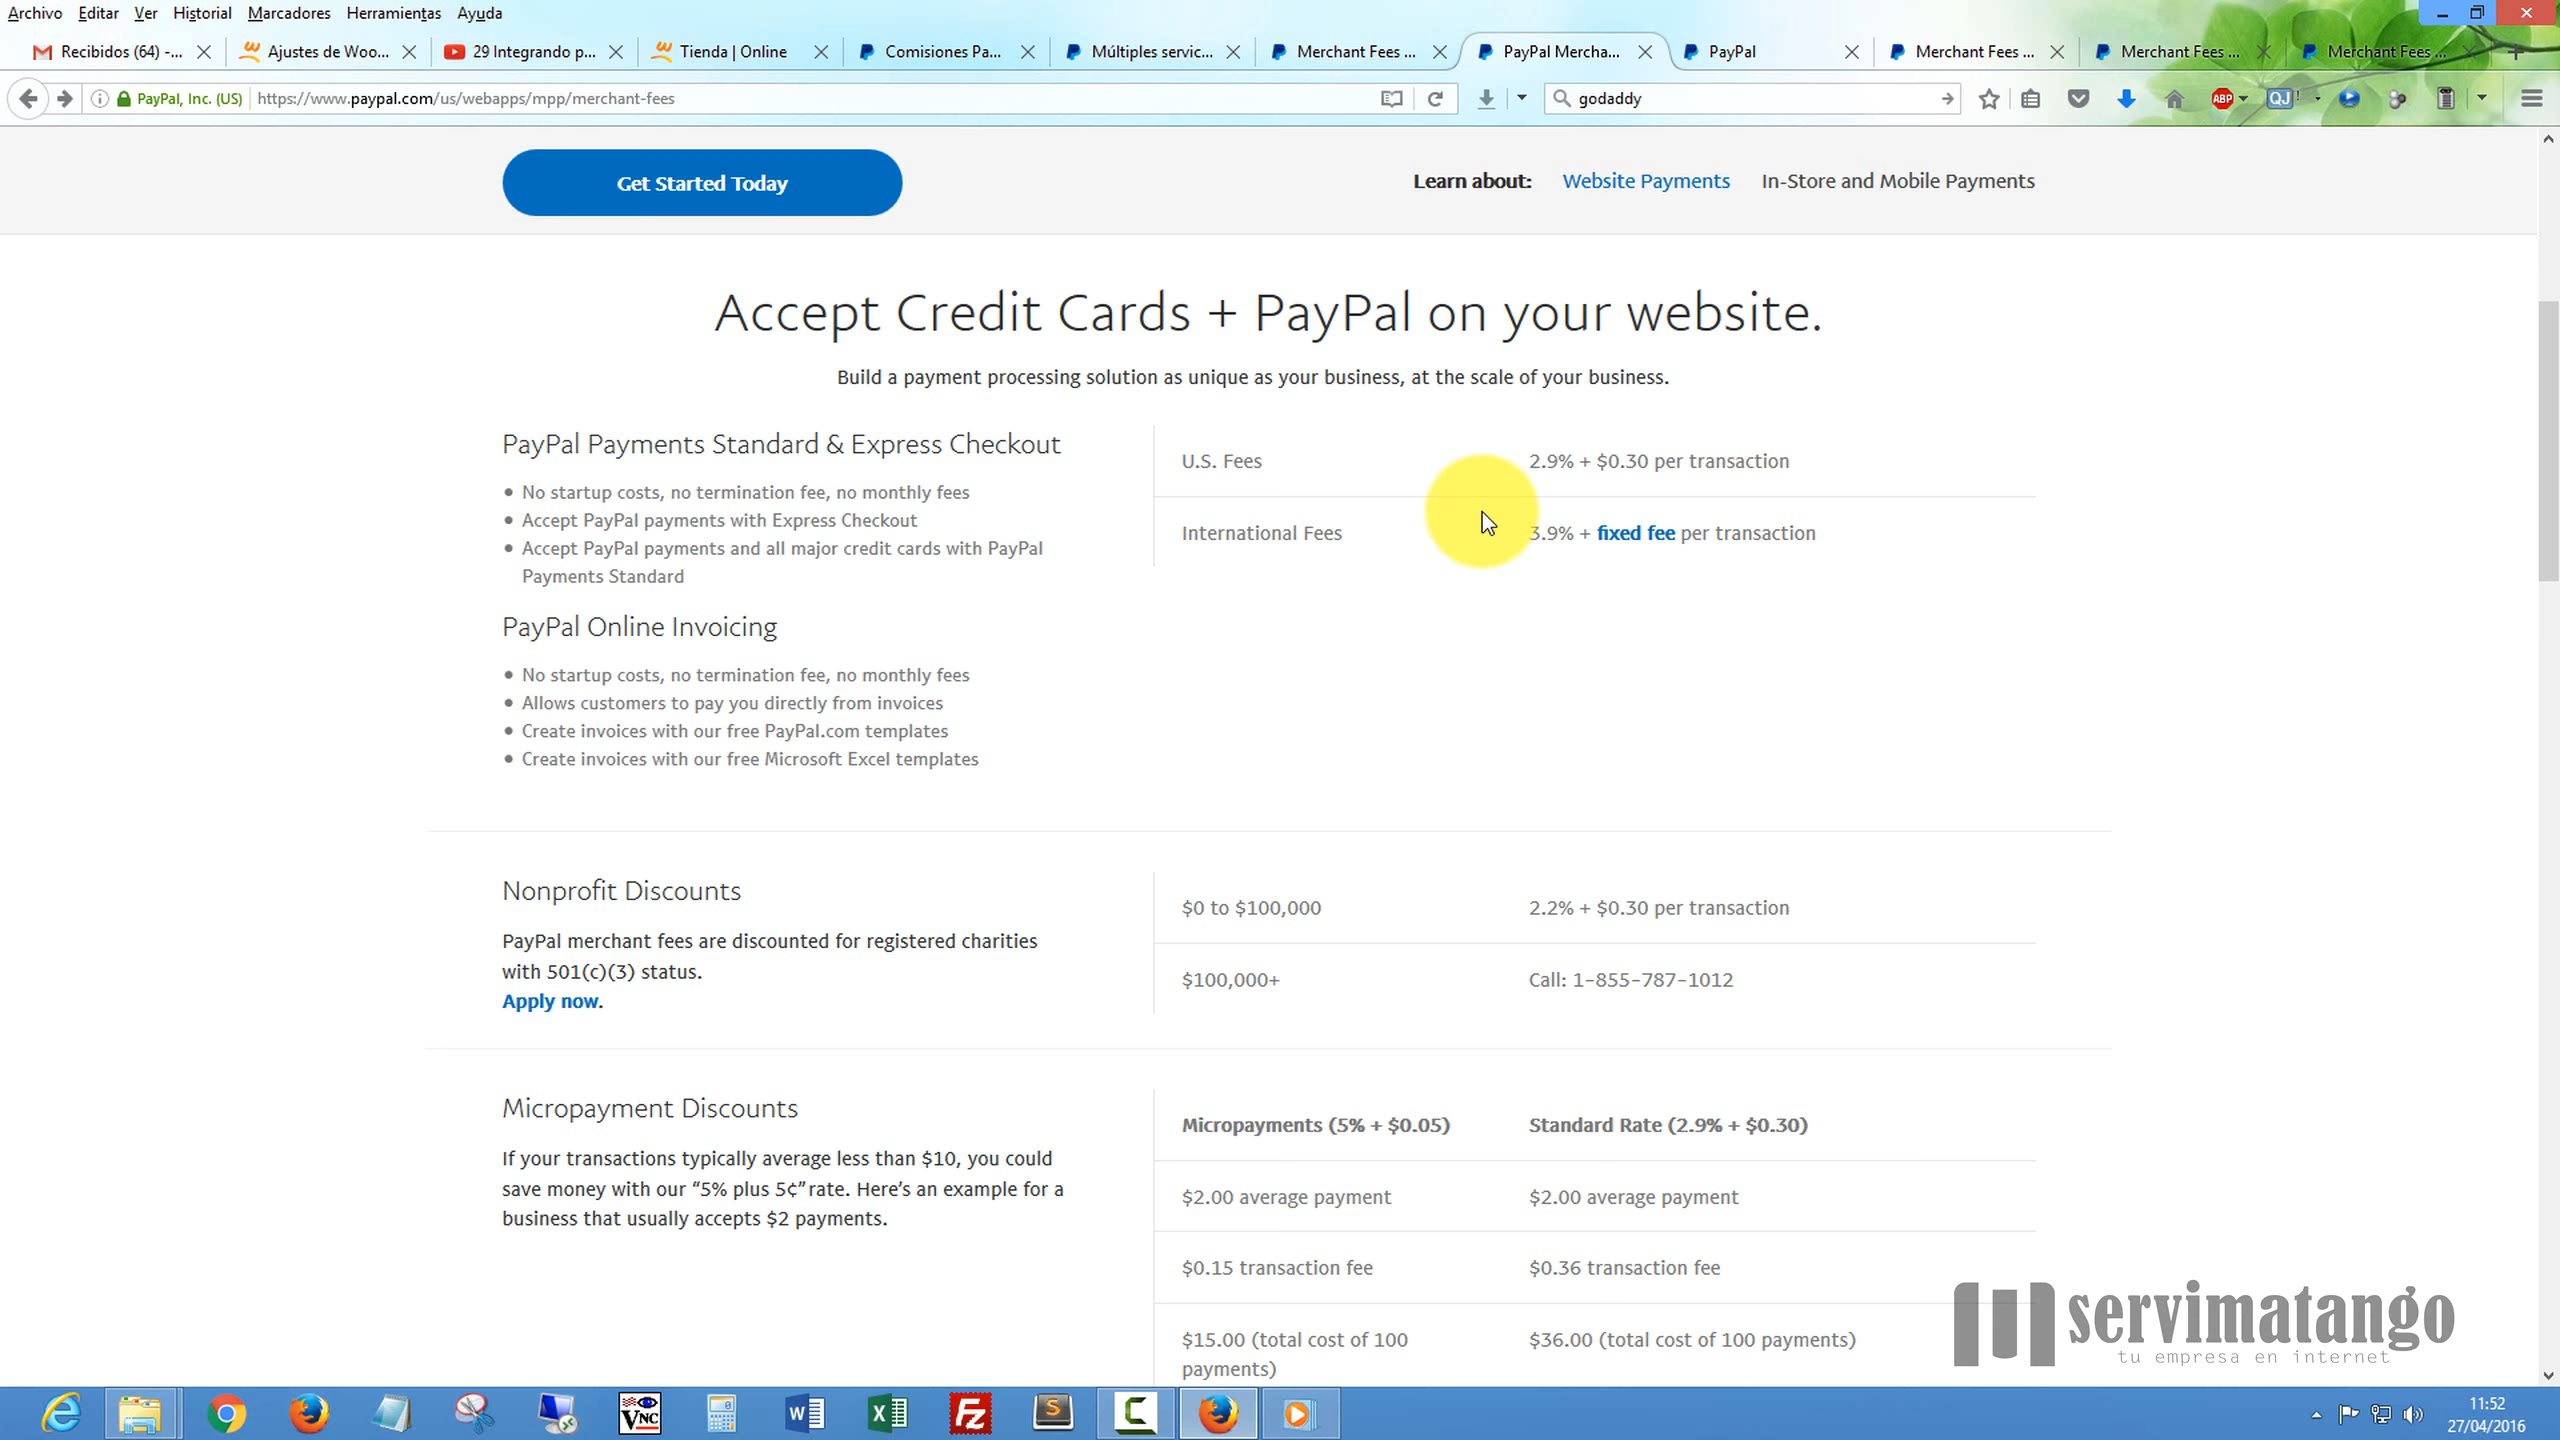 Archivo Editar Ver Historial Marcadores Herramientas Ayuda
Recibidos (64) -... Ajustes de Woo... 29 Integrando p... Tienda | Online Comisiones Pa... Múltiples servic... Merchant Fees ... PayPal Mercha... PayPal Merchant Fees ... Merchant Fees ... Merchant Fees ...
PayPal, Inc. (US) https://www.paypal.com/us/webapps/mpp/merchant-fees godaddy ABP QJ!
Get Started Today
Learn about: Website Payments In-Store and Mobile Payments
Accept Credit Cards + PayPal on your website.
Build a payment processing solution as unique as your business, at the scale of your business.
PayPal Payments Standard & Express Checkout
• No startup costs, no termination fee, no monthly fees
• Accept PayPal payments with Express Checkout
• Accept PayPal payments and all major credit cards with PayPal
Payments Standard
U.S. Fees 2.9% + $0.30 per transaction
International Fees 3.9% + fixed fee per transaction
PayPal Online Invoicing
• No startup costs, no termination fee, no monthly fees
• Allows customers to pay you directly from invoices
• Create invoices with our free PayPal.com templates
• Create invoices with our free Microsoft Excel templates
Nonprofit Discounts
PayPal merchant fees are discounted for registered charities
with 501(c)(3) status.
Apply now.
$0 to $100,000 2.2% + $0.30 per transaction
$100,000+ Call: 1-855-787-1012
Micropayment Discounts
If your transactions typically average less than $10, you could
save money with our “5% plus 5¢” rate. Here’s an example for a
business that usually accepts $2 payments.
Micropayments (5% + $0.05) Standard Rate (2.9% + $0.30)
$2.00 average payment $2.00 average payment
$0.15 transaction fee $0.36 transaction fee
$15.00 (total cost of 100
payments)
$36.00 (total cost of 100 payments)
servimatango
tu empresa en internet
VNC W X Fz S C
11:52
27/04/2016